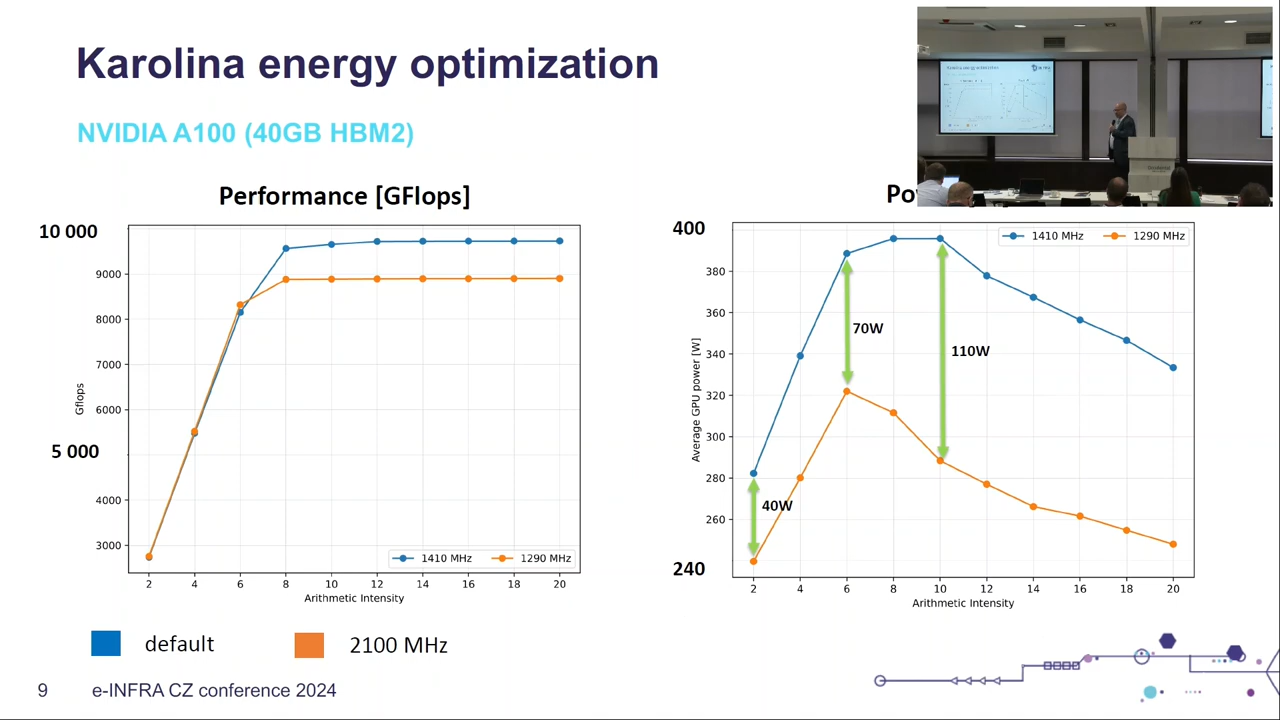 Karolina energy optimization
NVIDIA A100 (40GB HBM2)
Performance [GFlops]
10 000
9000
8000
7000
6000
5 000
4000
3000
Gflops
2 4 6 8 10 12 14 16 18 20
Arithmetic Intensity
1410 MHz 1290 MHz
Po
400
380
360
340
320
300
280
260
240
Average GPU power [W]
1410 MHz 1290 MHz
70W
110W
40W
2 4 6 8 10 12 14 16 18 20
Arithmetic Intensity
default 2100 MHz
9 e-INFRA CZ conference 2024